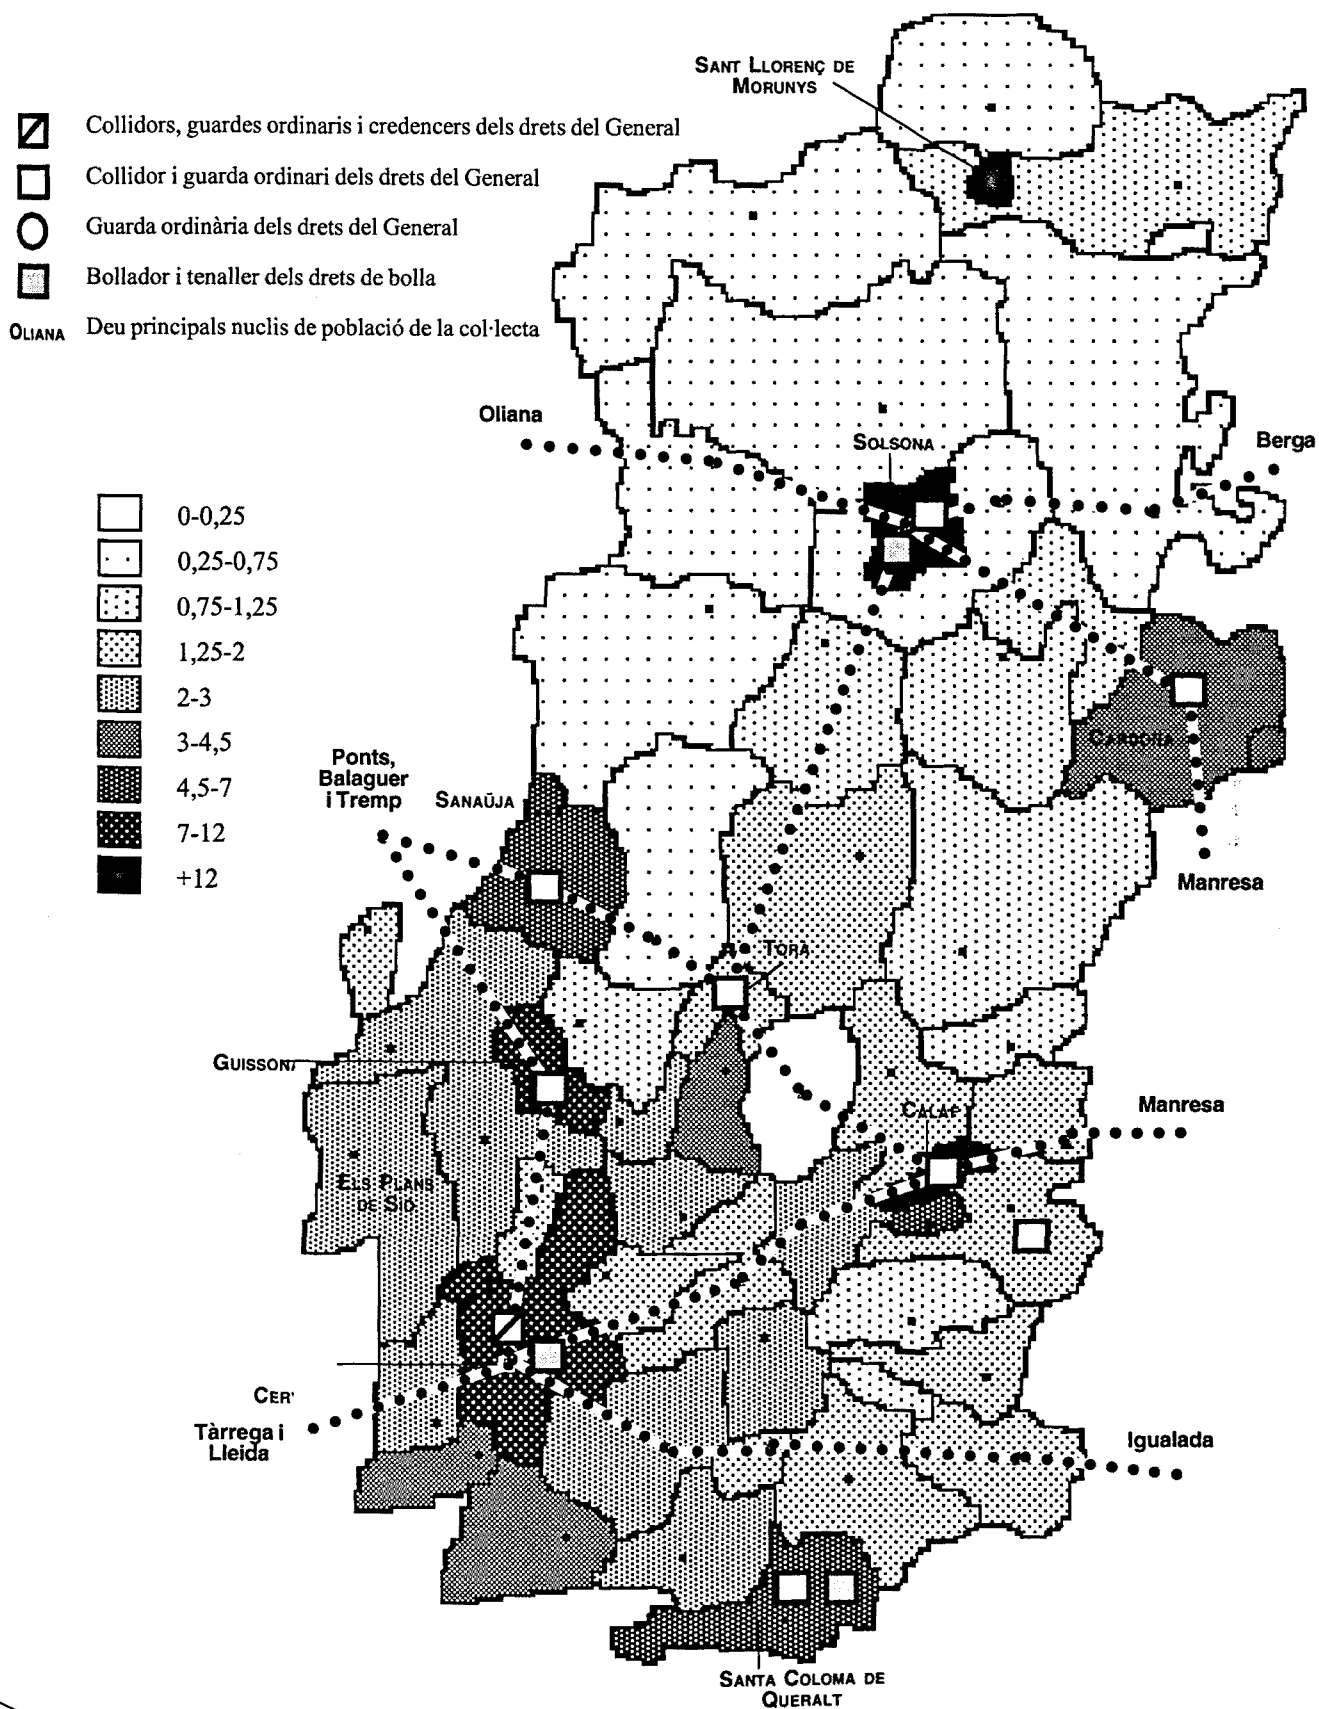 SANT LLORENÇ DE
MORUNYS
Collidors, guardes ordinaris i credencers dels drets del General
Collidor i guarda ordinari dels drets del General
Guarda ordinària dels drets del General
Bollador i tenaller dels drets de bolla
OLIANA Deu principals nuclis de població de la col·lecta
Oliana
SOLSONA
Berga
0-0,25
0,25-0,75
0,75-1,25
1,25-2
2-3
3-4,5
4,5-7
7-12
+12
CARDONA
Ponts,
Balaguer
i Tremp
SANAÜJA
Manresa
TORÀ
GUISSON
CALAF
Manresa
ELS PLANS
DE SIÓ
CER'
Tàrrega i
Lleida
Igualada
SANTA COLOMA DE
QUERALT